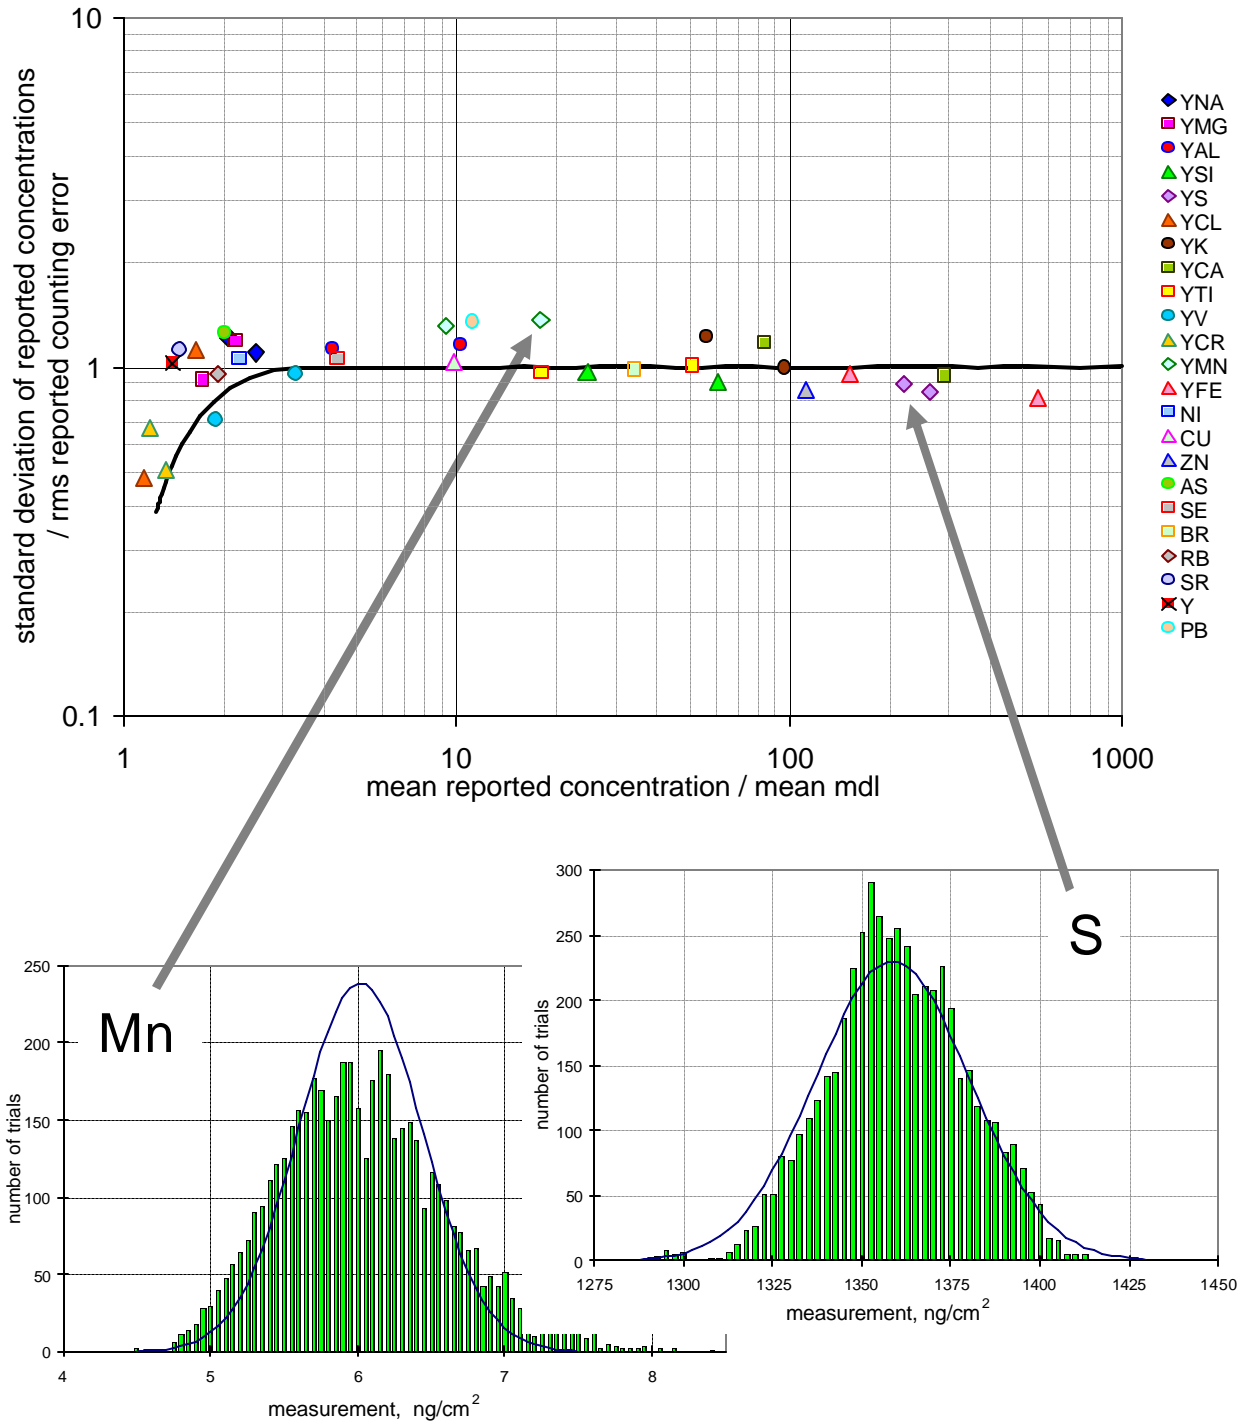 10
1
0.1
standard deviation of reported concentrations
/ rms reported counting error
1
10
100
1000
mean reported concentration / mean mdl
YNA
YMG
YAL
YSI
YS
YCL
YK
YCA
YTI
YV
YCR
YMN
YFE
NI
CU
ZN
AS
SE
BR
RB
SR
Y
PB
300
250
200
150
100
50
0
number of trials
S
1275
1300
1325
1350
1375
1400
1425
1450
measurement, ng/cm²
250
200
150
100
50
0
number of trials
Mn
4
5
6
7
8
measurement, ng/cm²